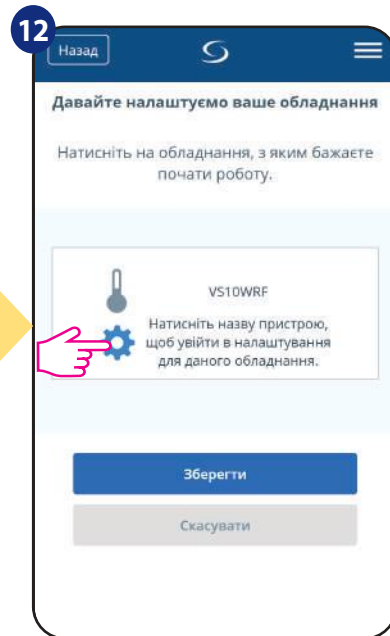 12
Назад
Давайте налаштуємо ваше обладнання
Натисніть на обладнання, з яким бажаєте
почати роботу.
VS10WRF
Натисніть назву пристрою,
щоб увійти в налаштування
для даного обладнання.
Зберегти
Скасувати